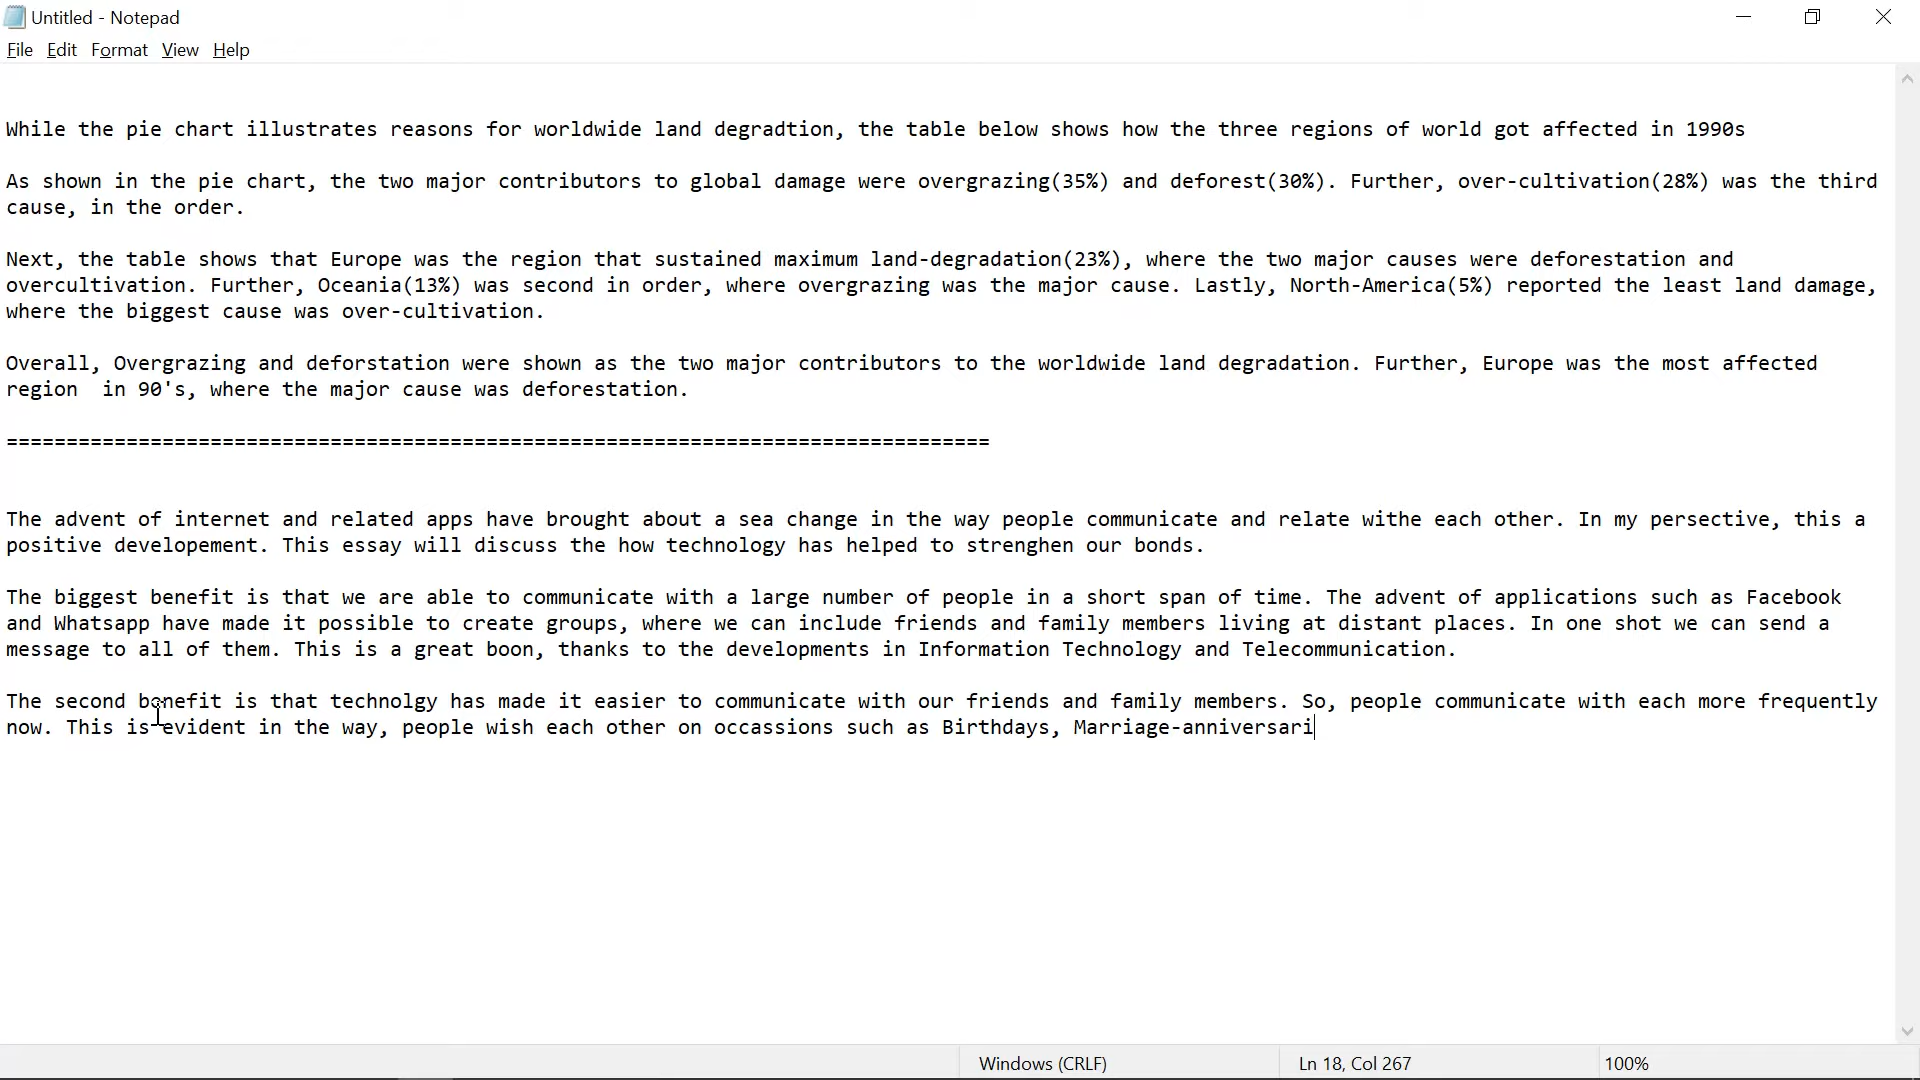 Untitled - Notepad
File Edit Format View Help
While the pie chart illustrates reasons for worldwide land degradtion, the table below shows how the three regions of world got affected in 1990s
As shown in the pie chart, the two major contributors to global damage were overgrazing(35%) and deforest(30%). Further, over-cultivation(28%) was the third
cause, in the order.
Next, the table shows that Europe was the region that sustained maximum land-degradation(23%), where the two major causes were deforestation and
overcultivation. Further, Oceania(13%) was second in order, where overgrazing was the major cause. Lastly, North-America(5%) reported the least land damage,
where the biggest cause was over-cultivation.
Overall, Overgrazing and deforstation were shown as the two major contributors to the worldwide land degradation. Further, Europe was the most affected
region  in 90's, where the major cause was deforestation.
==================================================================================
The advent of internet and related apps have brought about a sea change in the way people communicate and relate withe each other. In my persective, this a
positive developement. This essay will discuss the how technology has helped to strenghen our bonds.
The biggest benefit is that we are able to communicate with a large number of people in a short span of time. The advent of applications such as Facebook
and Whatsapp have made it possible to create groups, where we can include friends and family members living at distant places. In one shot we can send a
message to all of them. This is a great boon, thanks to the developments in Information Technology and Telecommunication.
The second benefit is that technolgy has made it easier to communicate with our friends and family members. So, people communicate with each more frequently
now. This is evident in the way, people wish each other on occassions such as Birthdays, Marriage-anniversari
Windows (CRLF) Ln 18, Col 267 100%